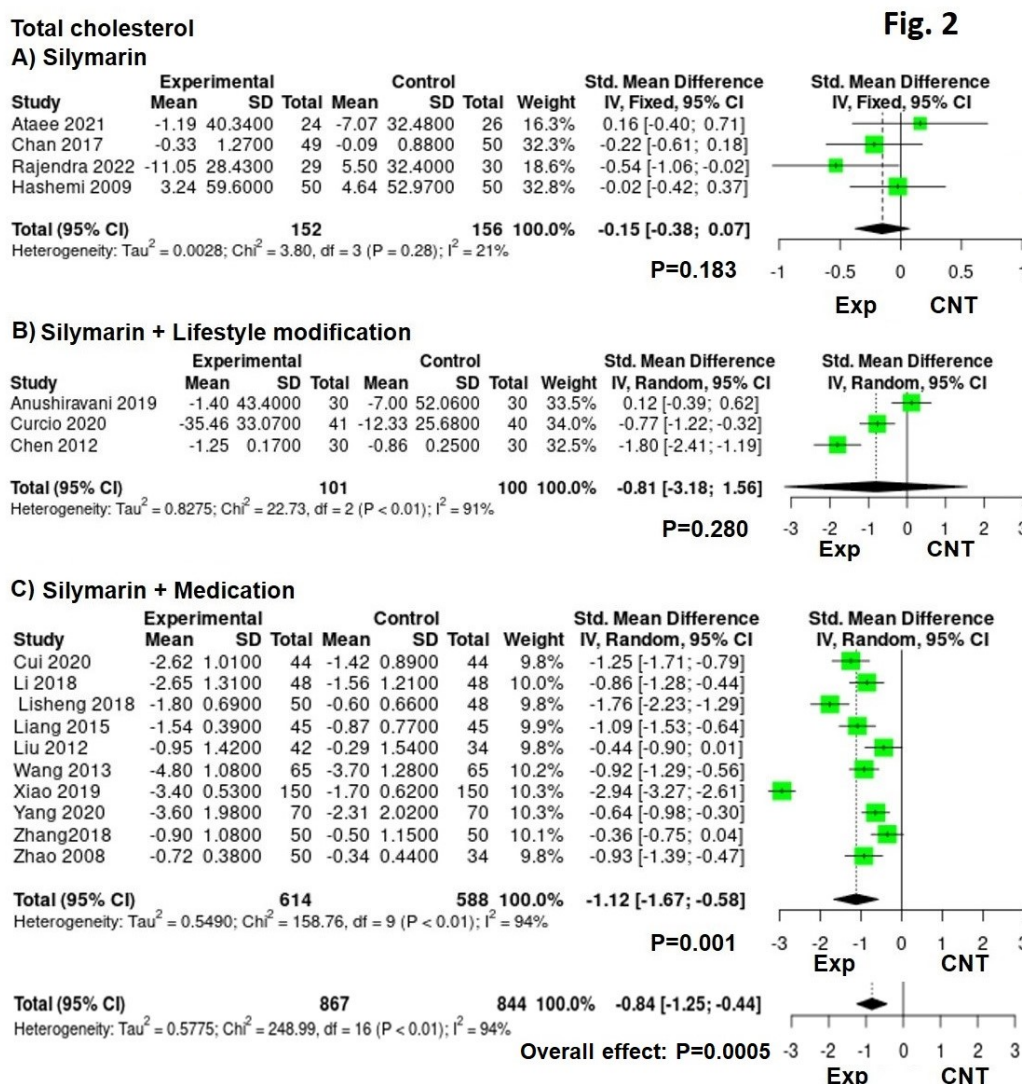 Fig. 2
Total cholesterol
A) Silymarin
Experimental Control Std. Mean Difference Std. Mean Difference
Study Mean SD Total Mean SD Total Weight IV, Fixed, 95% CI IV, Fixed, 95% CI
Ataee 2021 -1.19 40.3400 24 -7.07 32.4800 26 16.3% 0.16 [-0.40; 0.71]
Chan 2017 -0.33 1.2700 49 -0.09 0.8800 50 32.3% -0.22 [-0.61; 0.18]
Rajendra 2022 -11.05 28.4300 29 5.50 32.4000 30 18.6% -0.54 [-1.06; -0.02]
Hashemi 2009 3.24 59.6000 50 4.64 52.9700 50 32.8% -0.02 [-0.42; 0.37]
Total (95% CI) 152 156 100.0% -0.15 [-0.38; 0.07]
Heterogeneity: Tau² = 0.0028; Chi² = 3.80, df = 3 (P = 0.28); I² = 21%
P=0.183 -1 -0.5 0 0.5 1
Exp CNT
B) Silymarin + Lifestyle modification
Experimental Control Std. Mean Difference Std. Mean Difference
Study Mean SD Total Mean SD Total Weight IV, Random, 95% CI IV, Random, 95% CI
Anushiravani 2019 -1.40 43.4000 30 -7.00 52.0600 30 33.5% 0.12 [-0.39; 0.62]
Curcio 2020 -35.46 33.0700 41 -12.33 25.6800 40 34.0% -0.77 [-1.22; -0.32]
Chen 2012 -1.25 0.1700 30 -0.86 0.2500 30 32.5% -1.80 [-2.41; -1.19]
Total (95% CI) 101 100 100.0% -0.81 [-3.18; 1.56]
Heterogeneity: Tau² = 0.8275; Chi² = 22.73, df = 2 (P < 0.01); I² = 91%
P=0.280 -3 -2 -1 0 1 2 3
Exp CNT
C) Silymarin + Medication
Experimental Control Std. Mean Difference Std. Mean Difference
Study Mean SD Total Mean SD Total Weight IV, Random, 95% CI IV, Random, 95% CI
Cui 2020 -2.62 1.0100 44 -1.42 0.8900 44 9.8% -1.25 [-1.71; -0.79]
Li 2018 -2.65 1.3100 48 -1.56 1.2100 48 10.0% -0.86 [-1.28; -0.44]
Lisheng 2018 -1.80 0.6900 50 -0.60 0.6600 48 9.8% -1.76 [-2.23; -1.29]
Liang 2015 -1.54 0.3900 45 -0.87 0.7700 45 9.9% -1.09 [-1.53; -0.64]
Liu 2012 -0.95 1.4200 42 -0.29 1.5400 34 9.8% -0.44 [-0.90; 0.01]
Wang 2013 -4.80 1.0800 65 -3.70 1.2800 65 10.2% -0.92 [-1.29; -0.56]
Xiao 2019 -3.40 0.5300 150 -1.70 0.6200 150 10.3% -2.94 [-3.27; -2.61]
Yang 2020 -3.60 1.9800 70 -2.31 2.0200 70 10.3% -0.64 [-0.98; -0.30]
Zhang2018 -0.90 1.0800 50 -0.50 1.1500 50 10.1% -0.36 [-0.75; 0.04]
Zhao 2008 -0.72 0.3800 50 -0.34 0.4400 34 9.8% -0.93 [-1.39; -0.47]
Total (95% CI) 614 588 100.0% -1.12 [-1.67; -0.58]
Heterogeneity: Tau² = 0.5490; Chi² = 158.76, df = 9 (P < 0.01); I² = 94%
P=0.001 -3 -2 -1 0 1 2 3
Exp CNT
Total (95% CI) 867 844 100.0% -0.84 [-1.25; -0.44]
Heterogeneity: Tau² = 0.5775; Chi² = 248.99, df = 16 (P < 0.01); I² = 94%
Overall effect: P=0.0005 -3 -2 -1 0 1 2 3
Exp CNT